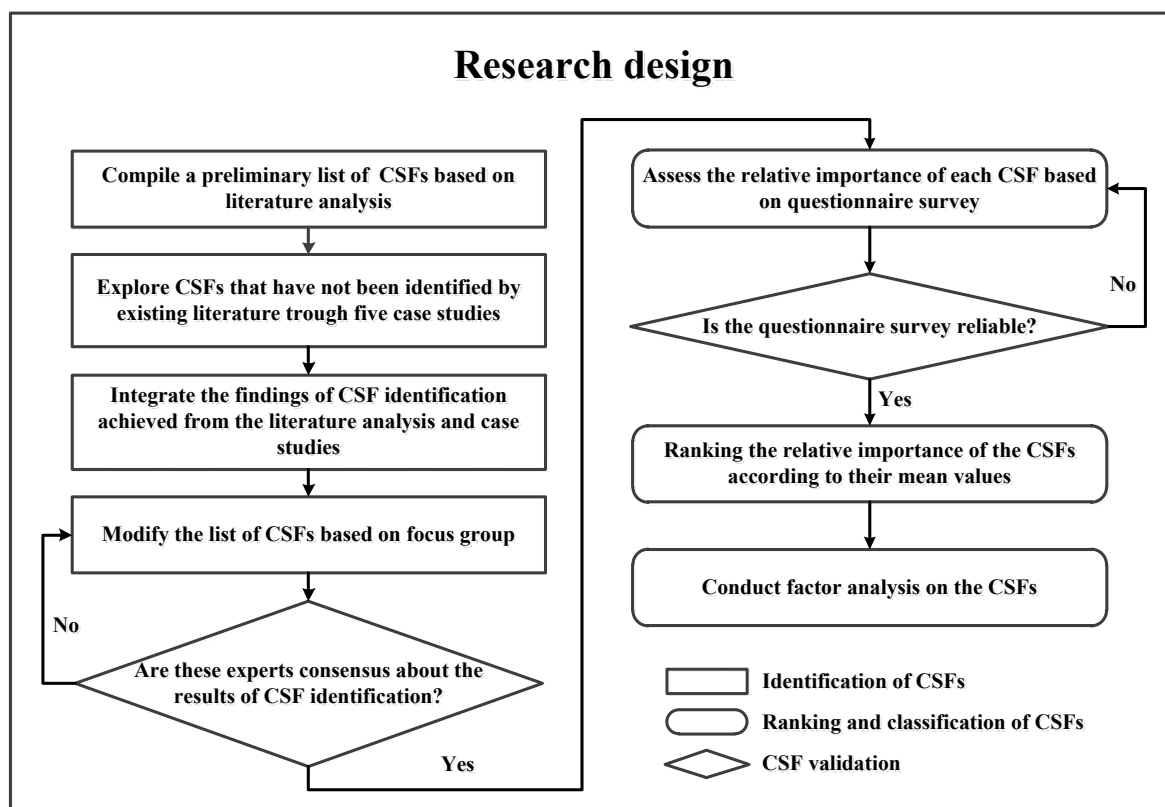 Research design
Compile a preliminary list of CSFs based on
literature analysis
Explore CSFs that have not been identified by
existing literature trough five case studies
Integrate the findings of CSF identification
achieved from the literature analysis and case
studies
Modify the list of CSFs based on focus group
No
Are these experts consensus about the
results of CSF identification?
Yes
Assess the relative importance of each CSF based
on questionnaire survey
No
Is the questionnaire survey reliable?
Yes
Ranking the relative importance of the CSFs
according to their mean values
Conduct factor analysis on the CSFs
Identification of CSFs
Ranking and classification of CSFs
CSF validation